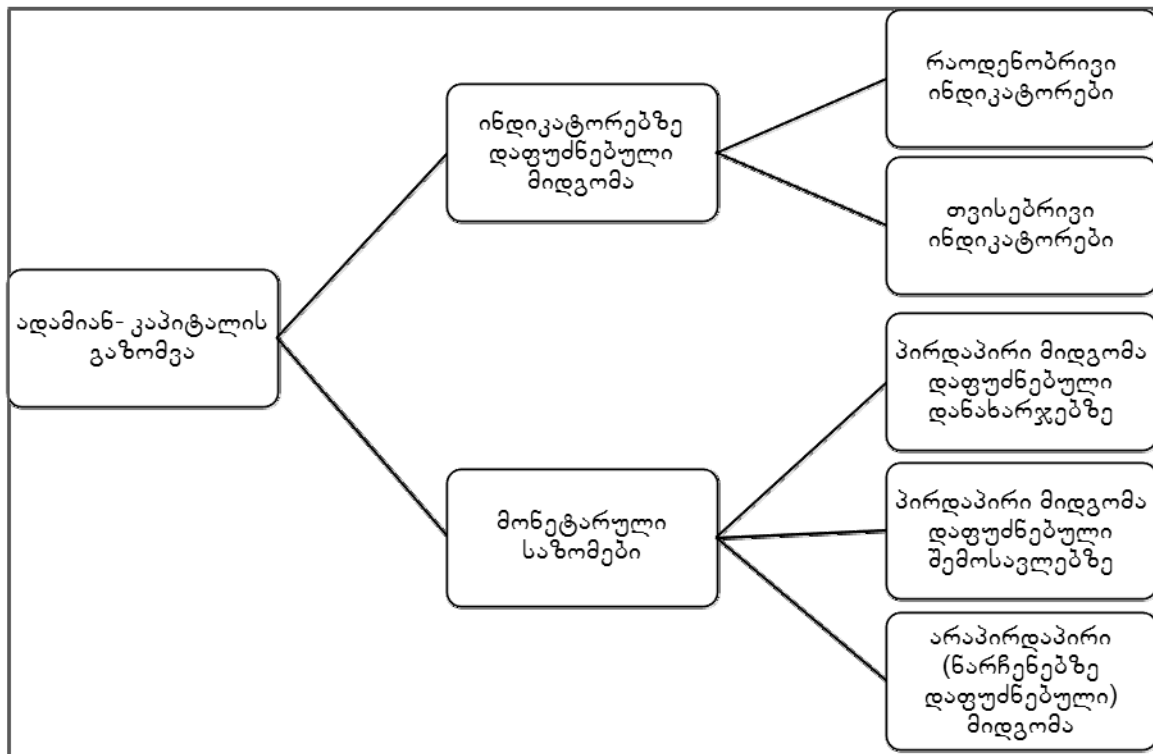 ადამიან- კაპიტალის
გაზომვა
ინდიკატორებზე
დაფუძნებული
მიდგომა
რაოდენობრივი
ინდიკატორები
თვისებრივი
ინდიკატორები
მონეტარული
საზომები
პირდაპირი მიდგომა
დაფუძნებული
დანახარჯებზე
პირდაპირი მიდგომა
დაფუძნებული
შემოსავლებზე
არაპირდაპირი
(ნარჩენებზე
დაფუძნებული)
მიდგომა